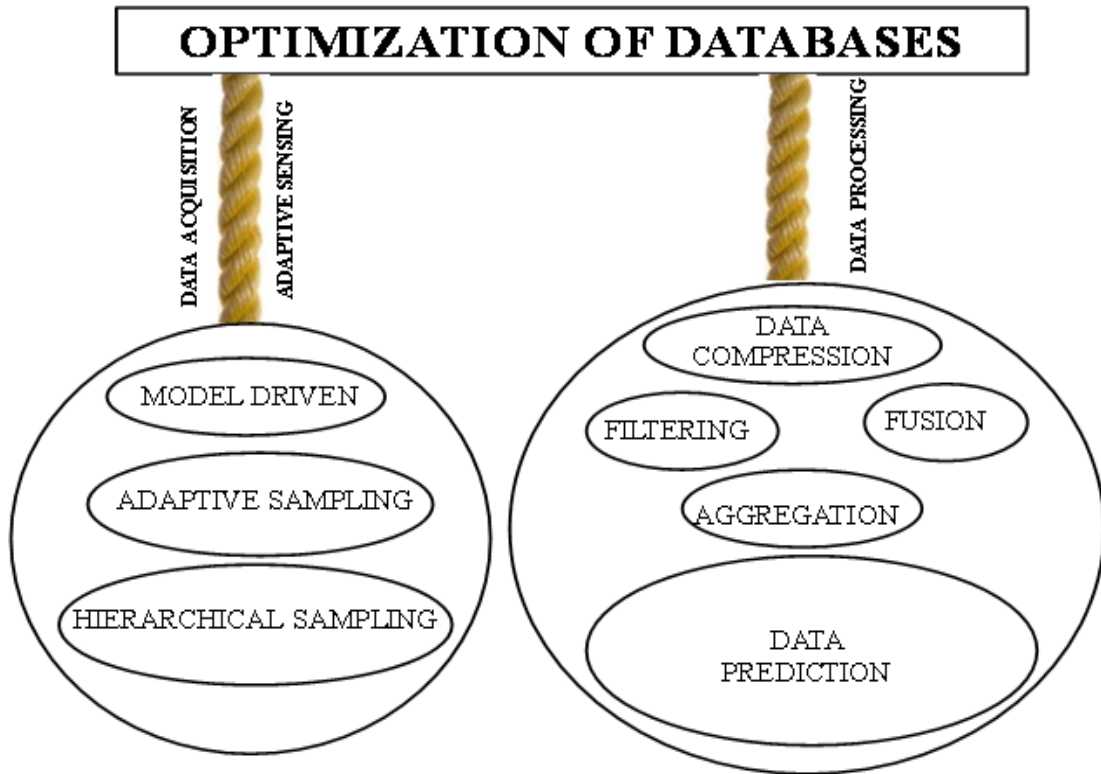 OPTIMIZATION OF DATABASES
DATA ACQUISITION
ADAPTIVE SENSING
DATA PROCESSING
MODEL DRIVEN
ADAPTIVE SAMPLING
HIERARCHICAL SAMPLING
DATA
COMPRESSION
FILTERING
FUSION
AGGREGATION
DATA
PREDICTION